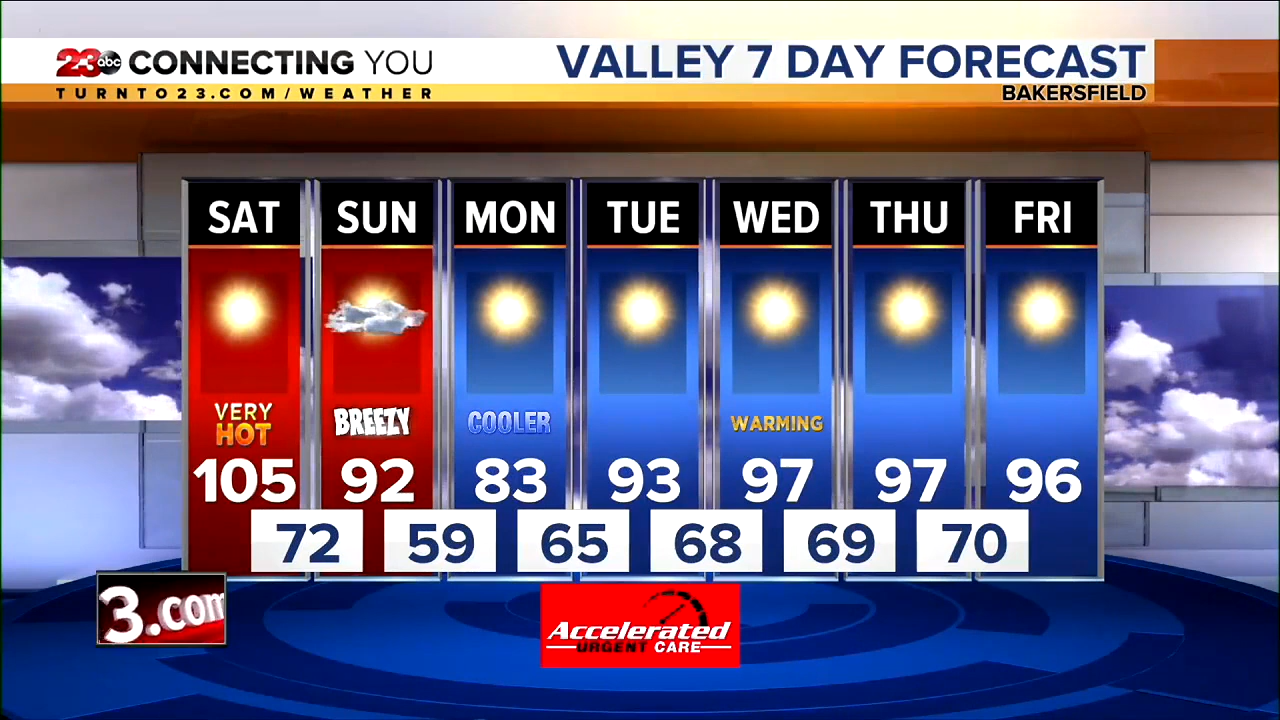 23 abc CONNECTING YOU
TURNTO23.COM/WEATHER
VALLEY 7 DAY FORECAST
BAKERSFIELD
SAT SUN MON TUE WED THU FRI
VERY HOT BREEZY COOLER WARMING
105 92 83 93 97 97 96
72 59 65 68 69 70
3.com
Accelerated
URGENT CARE